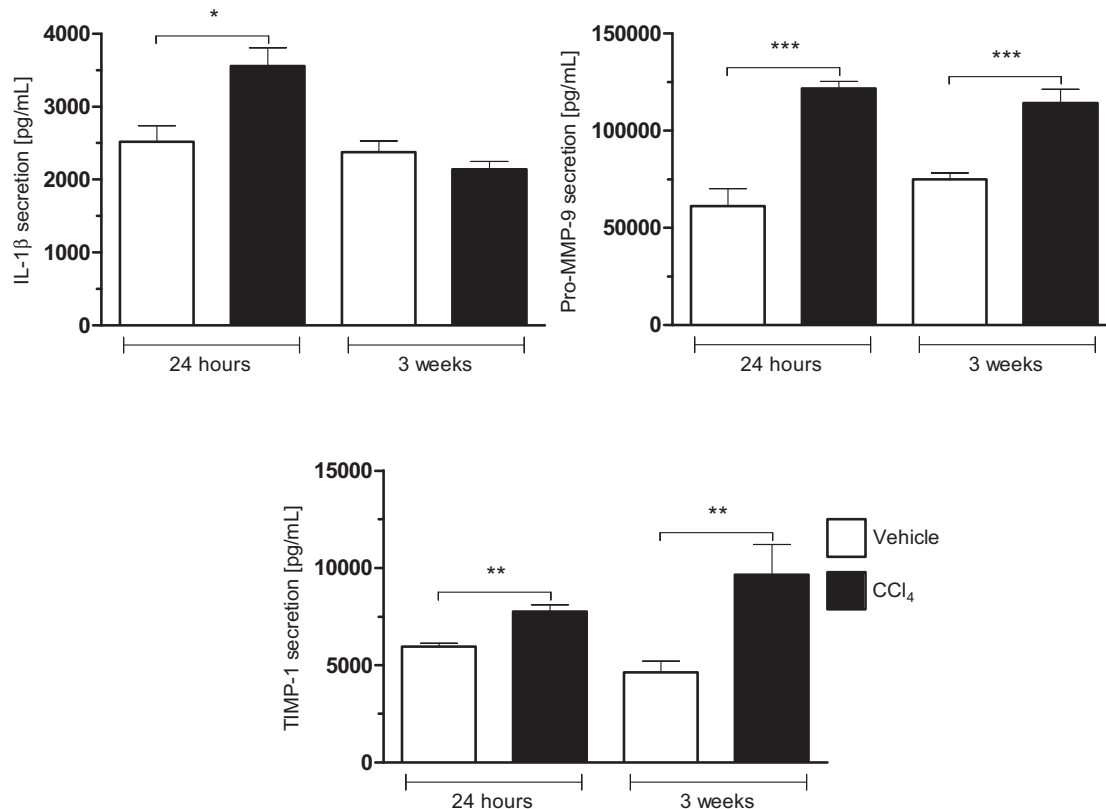 IL-1β secretion [pg/mL]
4000
3000
2000
1000
0
*
24 hours
3 weeks
Pro-MMP-9 secretion [pg/mL]
150000
100000
50000
0
***
***
24 hours
3 weeks
TIMP-1 secretion [pg/mL]
15000
10000
5000
0
**
**
24 hours
3 weeks
Vehicle
CCl₄